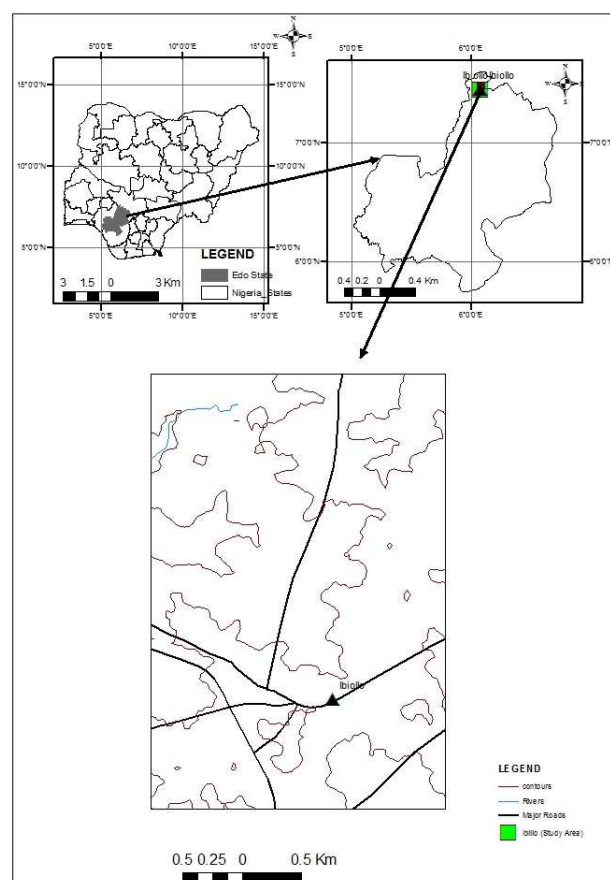 N
W E
S
5°0'0"E 10°0'0"E 15°0'0"E
15°0'0"N
10°0'0"N
5°0'0"N
15°0'0"N
10°0'0"N
5°0'0"N
LEGEND
Edo State
Nigeria_States
3 1.5 0 3 Km
5°0'0"E 10°0'0"E 15°0'0"E
5°0'0"E 6°0'0"E
Ibiollo
N
W E
S
7°0'0"N
6°0'0"N
7°0'0"N
6°0'0"N
0.4 0.2 0 0.4 Km
5°0'0"E 6°0'0"E
Ibiollo
LEGEND
contours
Rivers
Major Roads
Ibillo (Study Area)
0.5 0.25 0 0.5 Km